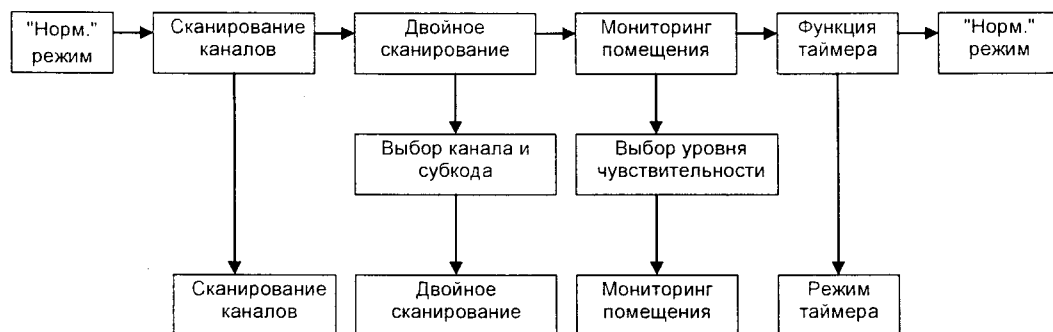 "Норм."
режим
Сканирование
каналов
Двойное
сканирование
Мониторинг
помещения
Функция
таймера
"Норм."
режим
Выбор канала и
субкода
Выбор уровня
чувствительности
Сканирование
каналов
Двойное
сканирование
Мониторинг
помещения
Режим
таймера